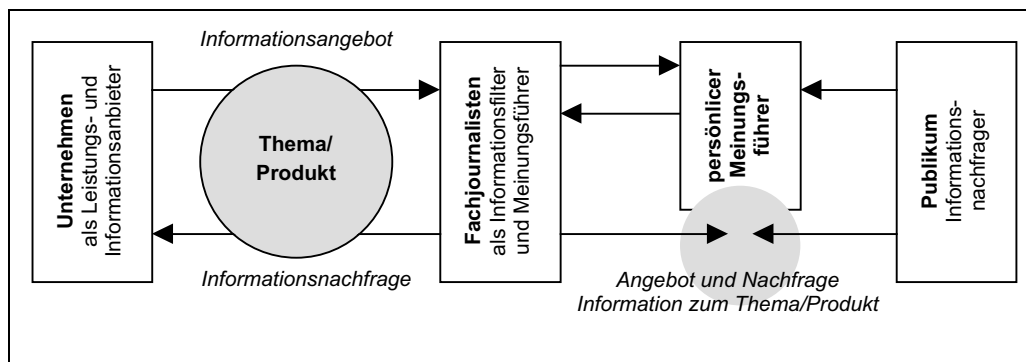 Informationsangebot
Unternehmen
als Leistungs- und
Informationsanbieter
Thema/
Produkt
Informationsnachfrage
Fachjournalisten
als Informationsfilter
und Meinungsführer
persönlicer
Meinungs-
führer
Angebot und Nachfrage
Information zum Thema/Produkt
Publikum
Informations-
nachfrager